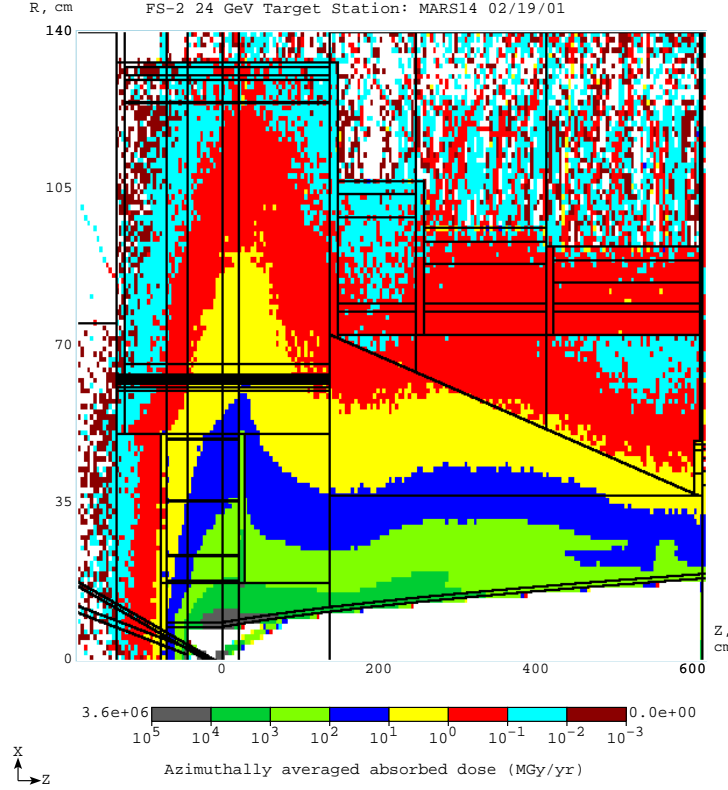 R, cm FS-2 24 GeV Target Station: MARS14 02/19/01
140
105
70
35
0
0 200 400 600
Z, cm
3.6e+06 0.0e+00
10^5 10^4 10^3 10^2 10^1 10^0 10^-1 10^-2 10^-3
X
Z
Azimuthally averaged absorbed dose (MGy/yr)